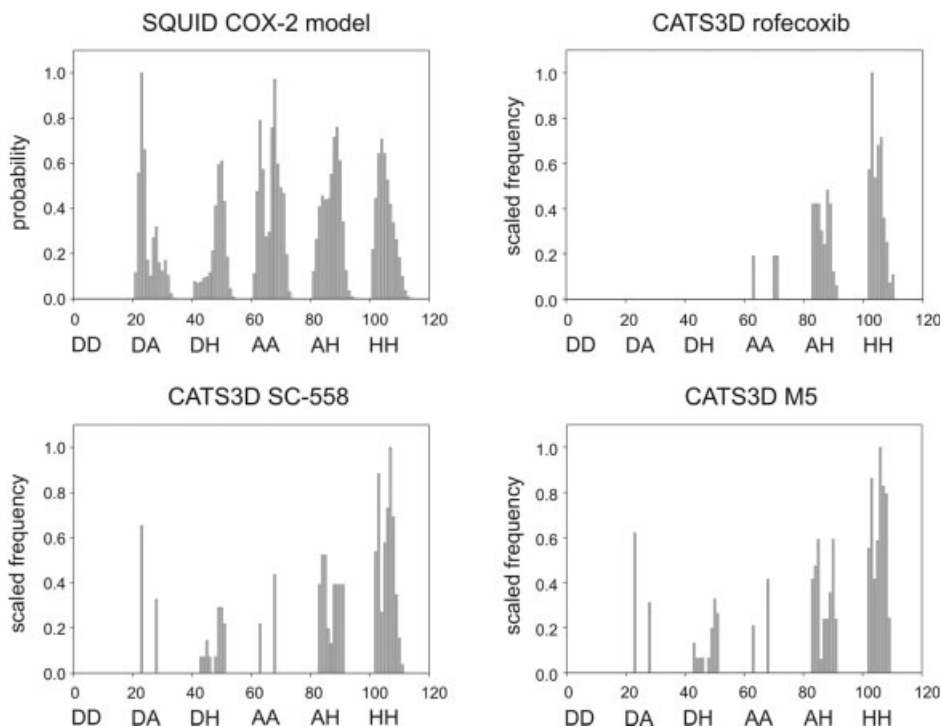 SQUID COX-2 model
probability
1.0
0.8
0.6
0.4
0.2
0.0
0 20 40 60 80 100 120
DD DA DH AA AH HH
CATS3D rofecoxib
scaled frequency
1.0
0.8
0.6
0.4
0.2
0.0
0 20 40 60 80 100 120
DD DA DH AA AH HH
CATS3D SC-558
scaled frequency
1.0
0.8
0.6
0.4
0.2
0.0
0 20 40 60 80 100 120
DD DA DH AA AH HH
CATS3D M5
scaled frequency
1.0
0.8
0.6
0.4
0.2
0.0
0 20 40 60 80 100 120
DD DA DH AA AH HH